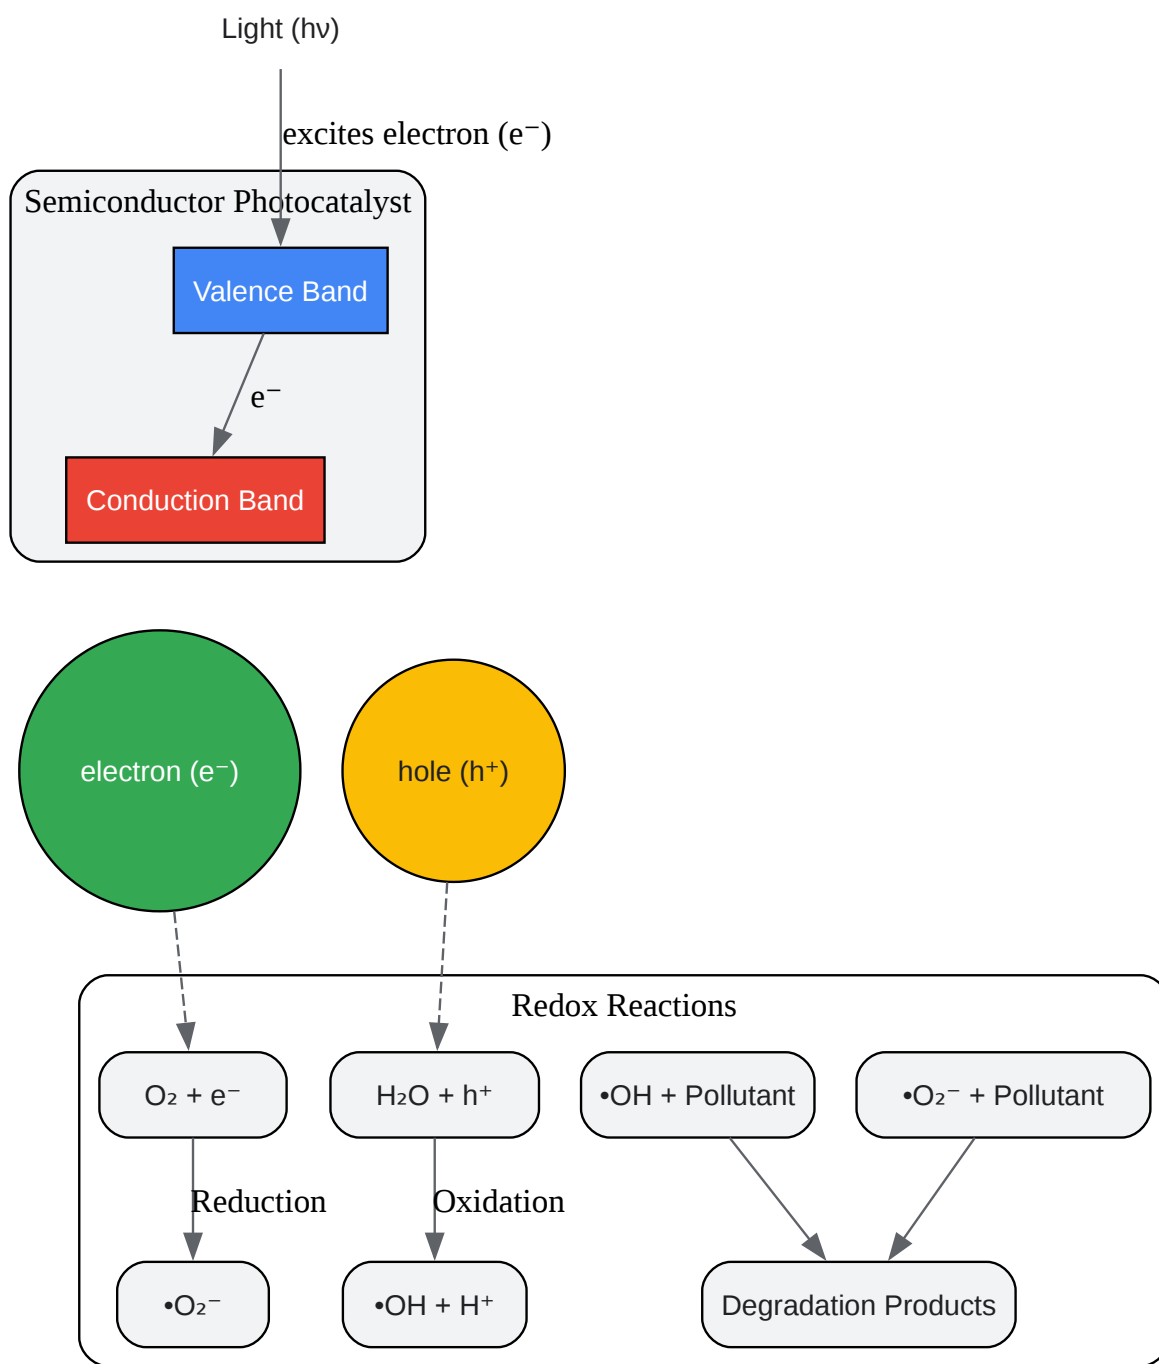 Light (hν)
excites electron (e⁻)
Semiconductor Photocatalyst
Valence Band
e⁻
Conduction Band
electron (e⁻)
hole (h⁺)
Redox Reactions
O₂ + e⁻
H₂O + h⁺
•OH + Pollutant
•O₂⁻ + Pollutant
Reduction
Oxidation
•O₂⁻
•OH + H⁺
Degradation Products